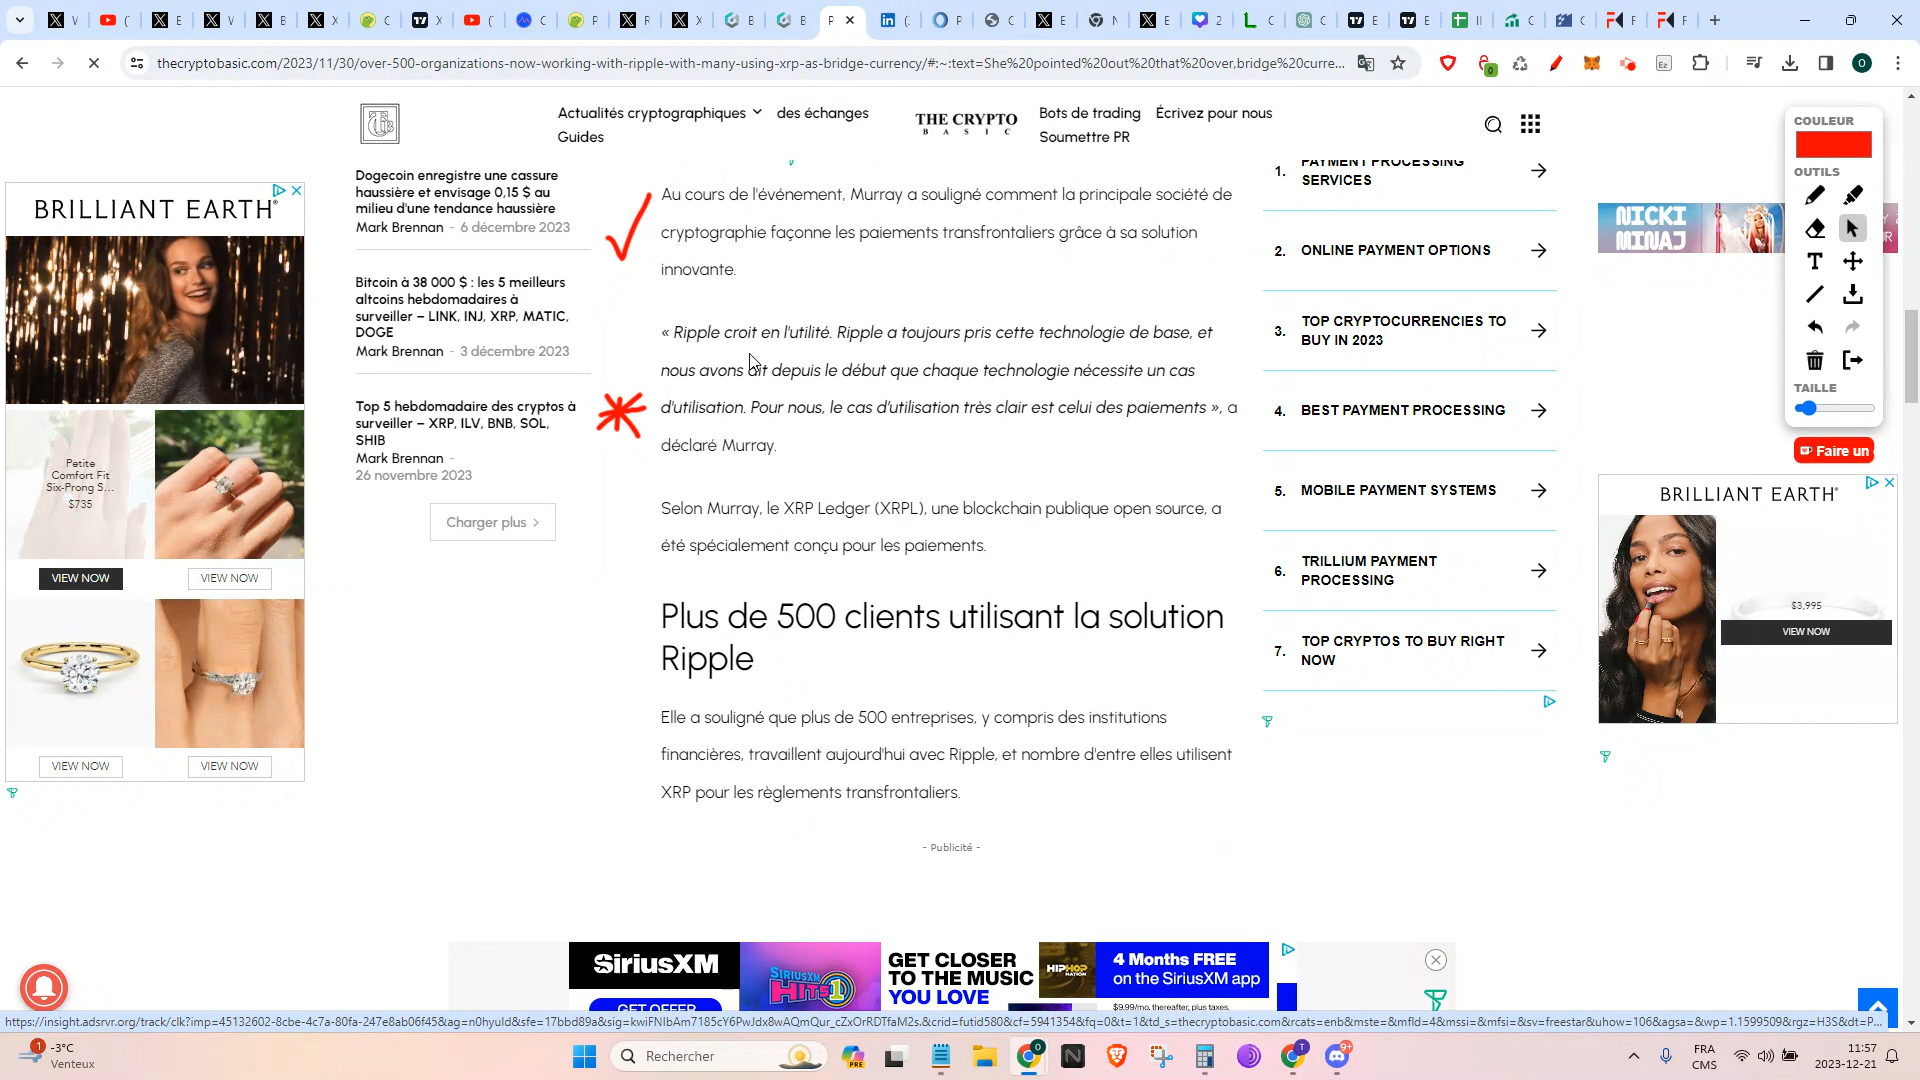 thecryptobasic.com/2023/11/30/over-500-organizations-now-working-with-ripple-with-many-using-xrp-as-bridge-currency/#:~:text=She%20pointed%20out%20that%20over,bridge%20curre...
Actualités cryptographiques
des échanges
Guides
THE CRYPTO
BASIC
Bots de trading
Écrivez pour nous
Soumettre PR
BRILLIANT EARTH
Petite
Comfort Fit
Six-Prong S...
$735
VIEW NOW
VIEW NOW
VIEW NOW
VIEW NOW
Dogecoin enregistre une cassure
haussière et envisage 0,15 $ au
milieu d'une tendance haussière
Mark Brennan - 6 décembre 2023
Bitcoin à 38 000 $ : les 5 meilleurs
altcoins hebdomadaires à
surveiller – LINK, INJ, XRP, MATIC,
DOGE
Mark Brennan - 3 décembre 2023
Top 5 hebdomadaire des cryptos à
surveiller – XRP, ILV, BNB, SOL,
SHIB
Mark Brennan -
26 novembre 2023
Charger plus
Au cours de l'événement, Murray a souligné comment la principale société de
cryptographie façonne les paiements transfrontaliers grâce à sa solution
innovante.
« Ripple croit en l'utilité. Ripple a toujours pris cette technologie de base, et
nous avons dit depuis le début que chaque technologie nécessite un cas
d'utilisation. Pour nous, le cas d'utilisation très clair est celui des paiements », a
déclaré Murray.
Selon Murray, le XRP Ledger (XRPL), une blockchain publique open source, a
été spécialement conçu pour les paiements.
Plus de 500 clients utilisant la solution
Ripple
Elle a souligné que plus de 500 entreprises, y compris des institutions
financières, travaillent aujourd'hui avec Ripple, et nombre d'entre elles utilisent
XRP pour les règlements transfrontaliers.
- Publicité -
1. PAYMENT PROCESSING
SERVICES
2. ONLINE PAYMENT OPTIONS
3. TOP CRYPTOCURRENCIES TO
BUY IN 2023
4. BEST PAYMENT PROCESSING
5. MOBILE PAYMENT SYSTEMS
6. TRILLIUM PAYMENT
PROCESSING
7. TOP CRYPTOS TO BUY RIGHT
NOW
NICKI
MINAJ
COULEUR
OUTILS
TAILLE
Faire un
BRILLIANT EARTH
$3,995
VIEW NOW
SiriusXM
GET OFFER
SIRIUSXM
HITS 1
GET CLOSER
TO THE MUSIC
YOU LOVE
HIPHOP
NATION
4 Months FREE
on the SiriusXM app
$9.99/mo. thereafter, plus taxes.
1
-3°C
Venteux
Rechercher
PRE
9+
FRA
CMS
11:57
2023-12-21